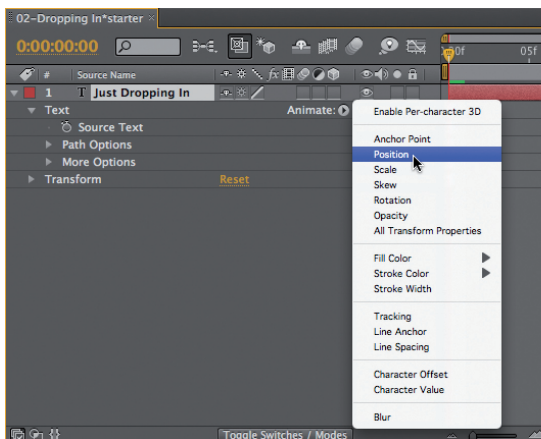 02-Dropping In*starter ×
0:00:00:00
00f 05f
# Source Name
1 T Just Dropping In
Text Animate:
Source Text
Path Options
More Options
Transform Reset
Enable Per-character 3D
Anchor Point
Position
Scale
Skew
Rotation
Opacity
All Transform Properties
Fill Color
Stroke Color
Stroke Width
Tracking
Line Anchor
Line Spacing
Character Offset
Character Value
Blur
Toggle Switches / Modes